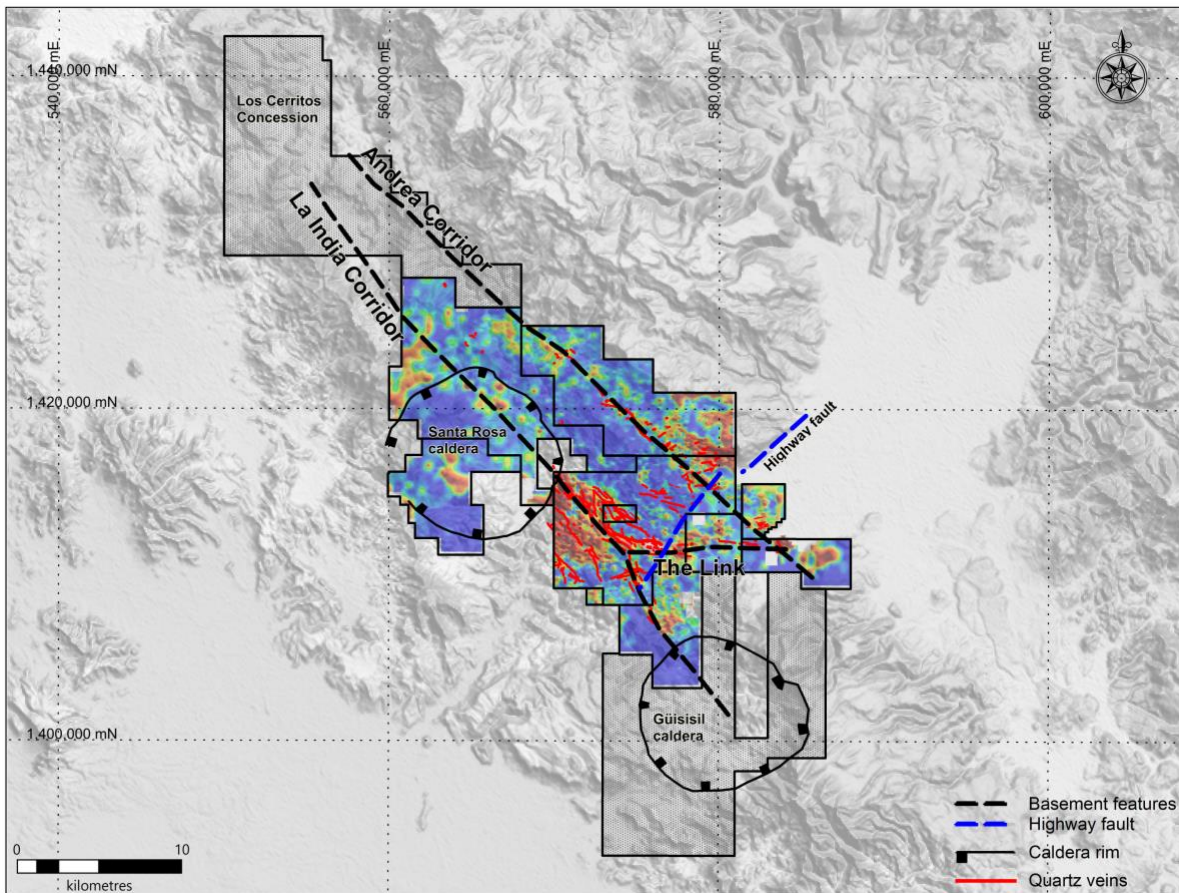 540,000 mE
560,000 mE
580,000 mE
600,000 mE
1,440,000 mN
Los Cerritos
Concession
Andrea Corridor
La India Corridor
1,420,000 mN
Santa Rosa
caldera
Highway fault
The Link
1,400,000 mN
Güisisil
caldera
0
10
kilometres
Basement features
Highway fault
Caldera rim
Quartz veins